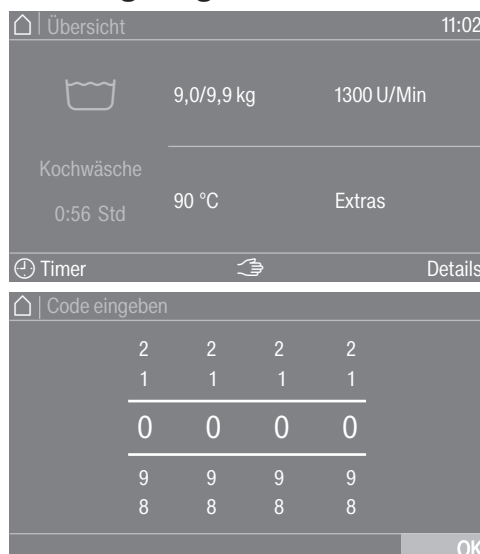 Übersicht 11:02
9,0/9,9 kg 1300 U/Min
Kochwäsche
0:56 Std
90 °C Extras
Timer Details
Code eingeben
2 2 2 2
1 1 1 1
0 0 0 0
9 9 9 9
8 8 8 8
OK